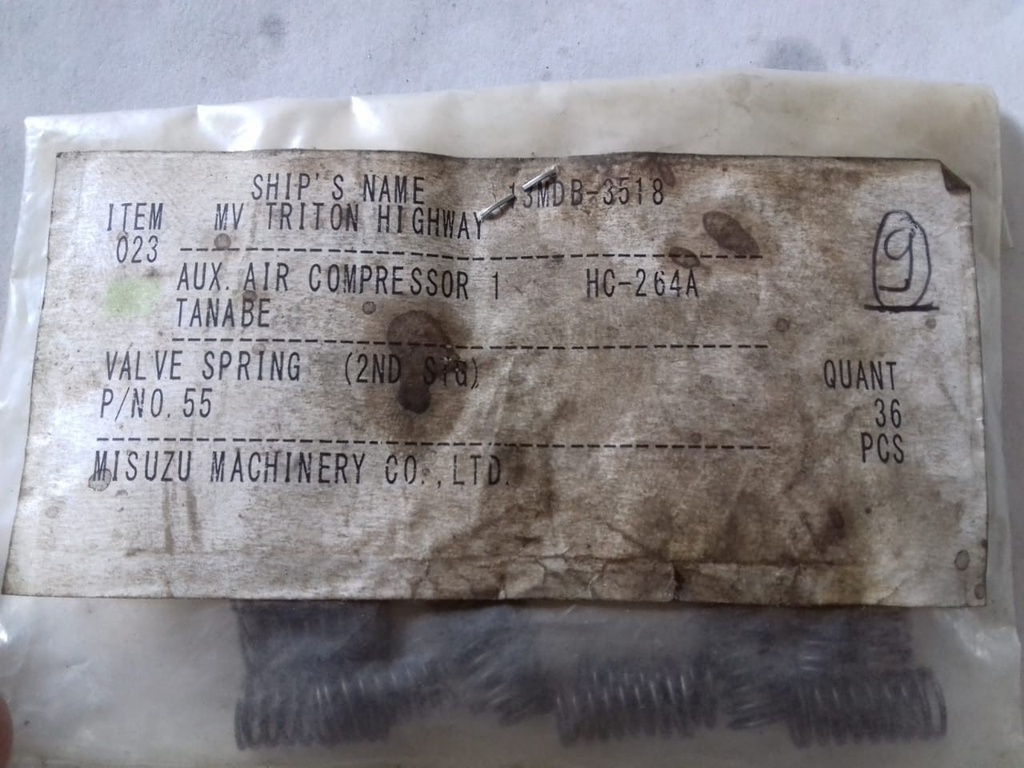 SHIP'S NAME 13MDB-3518
ITEM MV TRITON HIGHWAY
023
AUX. AIR COMPRESSOR 1 HC-264A
TANABE
VALVE SPRING (2ND STG) QUANT
P/NO. 55 36
PCS
MISUZU MACHINERY CO., LTD.
9